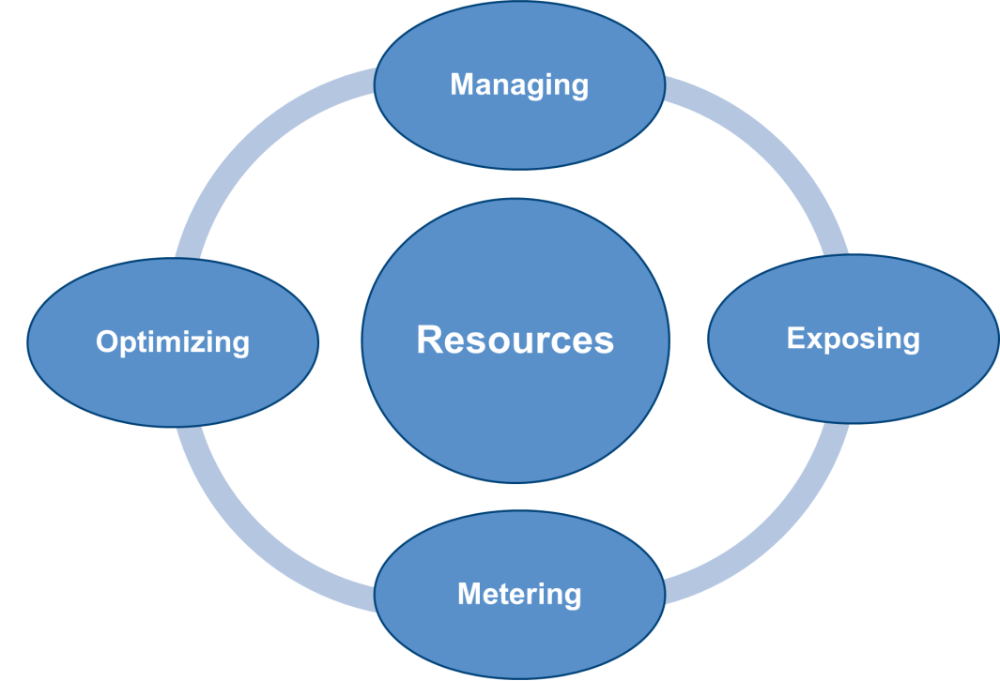 Managing
Optimizing
Resources
Exposing
Metering